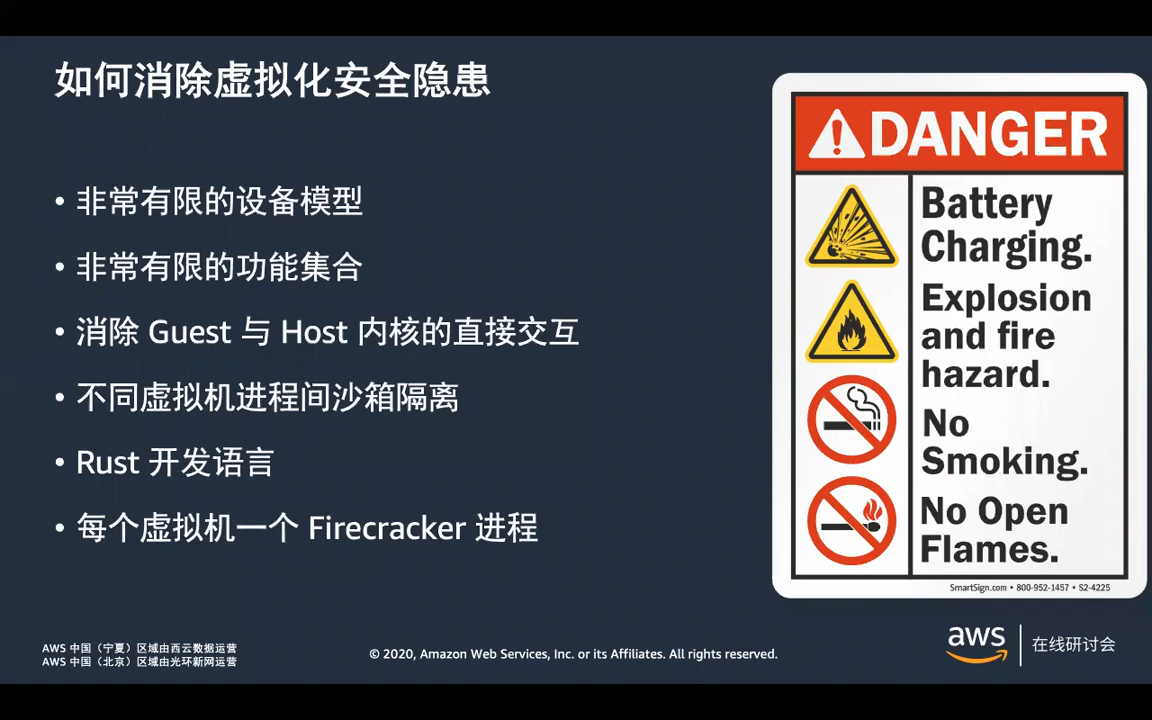 如何消除虚拟化安全隐患
• 非常有限的设备模型
• 非常有限的功能集合
• 消除 Guest 与 Host 内核的直接交互
• 不同虚拟机进程间沙箱隔离
• Rust 开发语言
• 每个虚拟机一个 Firecracker 进程
DANGER
Battery
Charging.
Explosion
and fire
hazard.
No
Smoking.
No Open
Flames.
SmartSign.com • 800-952-1457 • S2-4225
AWS 中国（宁夏）区域由西云数据运营
AWS 中国（北京）区域由光环新网运营
© 2020, Amazon Web Services, Inc. or its Affiliates. All rights reserved.
aws
在线研讨会